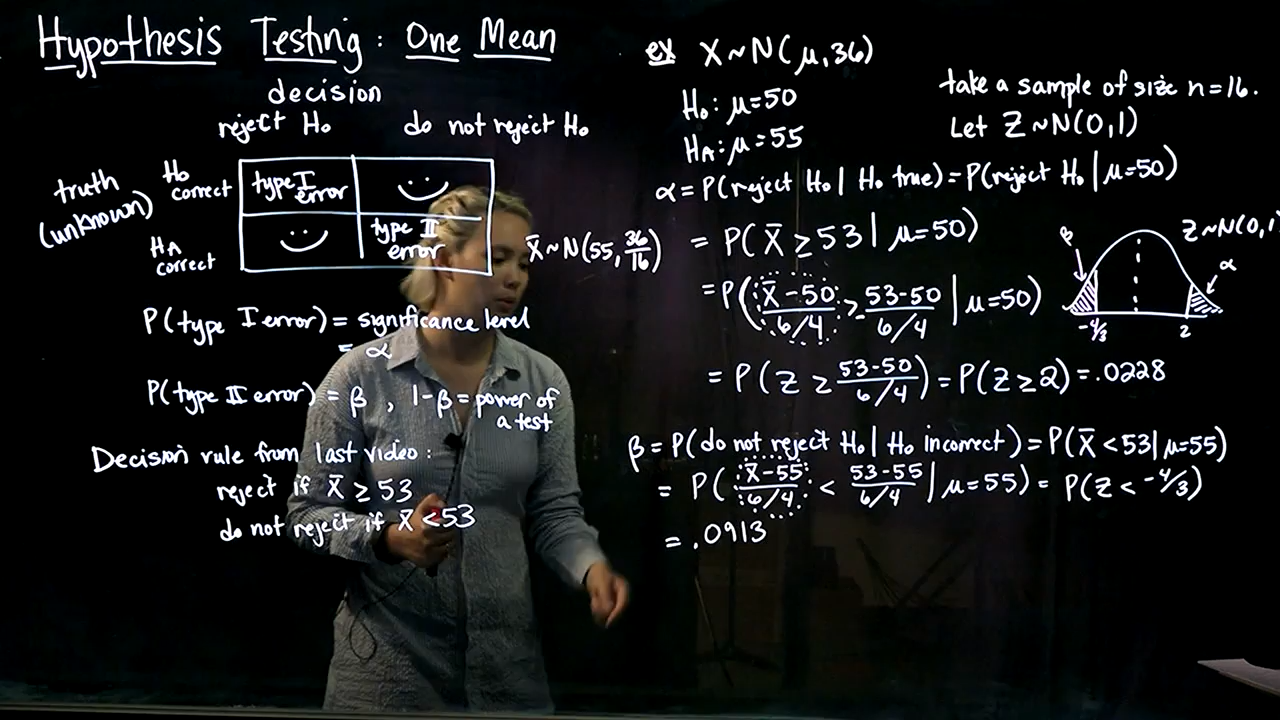 Hypothesis Testing: One Mean
decision
reject H₀ do not reject H₀
truth (unknown)
H₀ correct
type I error
HA correct
type II error
P(type I error) = significance level
= α
P(type II error) = β, 1-β = power of a test
Decision rule from last video:
reject if X̄ ≥ 53
do not reject if X̄ < 53
ex X~N(μ, 36)
H₀: μ=50
HA: μ=55
take a sample of size n=16.
Let Z~N(0,1)
α = P(reject H₀ | H₀ true) = P(reject H₀ | μ=50)
X̄~N(55, 36/16)
= P(X̄ ≥ 53 | μ=50)
= P((X̄-50)/(6/4) ≥ (53-50)/(6/4) | μ=50)
= P(Z ≥ (53-50)/(6/4)) = P(Z≥2) = .0228
β
Z~N(0,1
α
-4/3
2
β = P(do not reject H₀ | H₀ incorrect) = P(X̄ < 53 | μ=55)
= P((X̄-55)/(6/4) < (53-55)/(6/4) | μ=55) = P(Z < -4/3)
= .0913